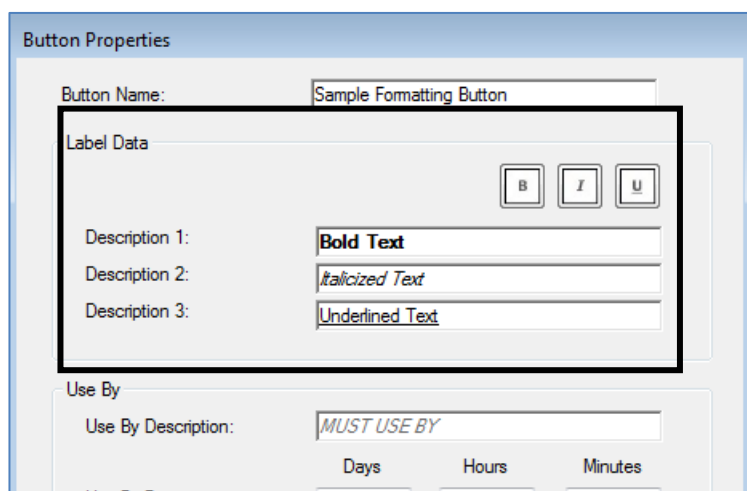 Button Properties
Button Name: Sample Formatting Button
Label Data
B I U
Description 1: Bold Text
Description 2: Italicized Text
Description 3: Underlined Text
Use By
Use By Description: MUST USE BY
Days Hours Minutes